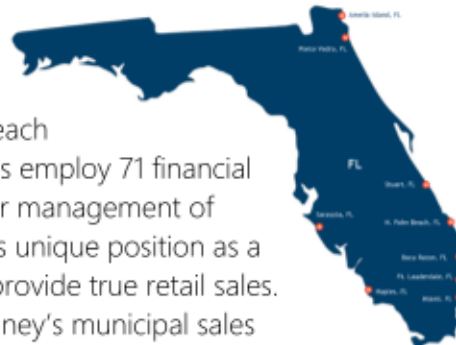 Amelia Island, FL
Ponte Vedra, FL
each
s employ 71 financial
r management of
s unique position as a
provide true retail sales.
ney's municipal sales
FL
Stuart, FL
Sarasota, FL
N. Palm Beach, FL
Boca Raton, FL
Ft. Lauderdale, FL
Naples, FL
Miami, FL